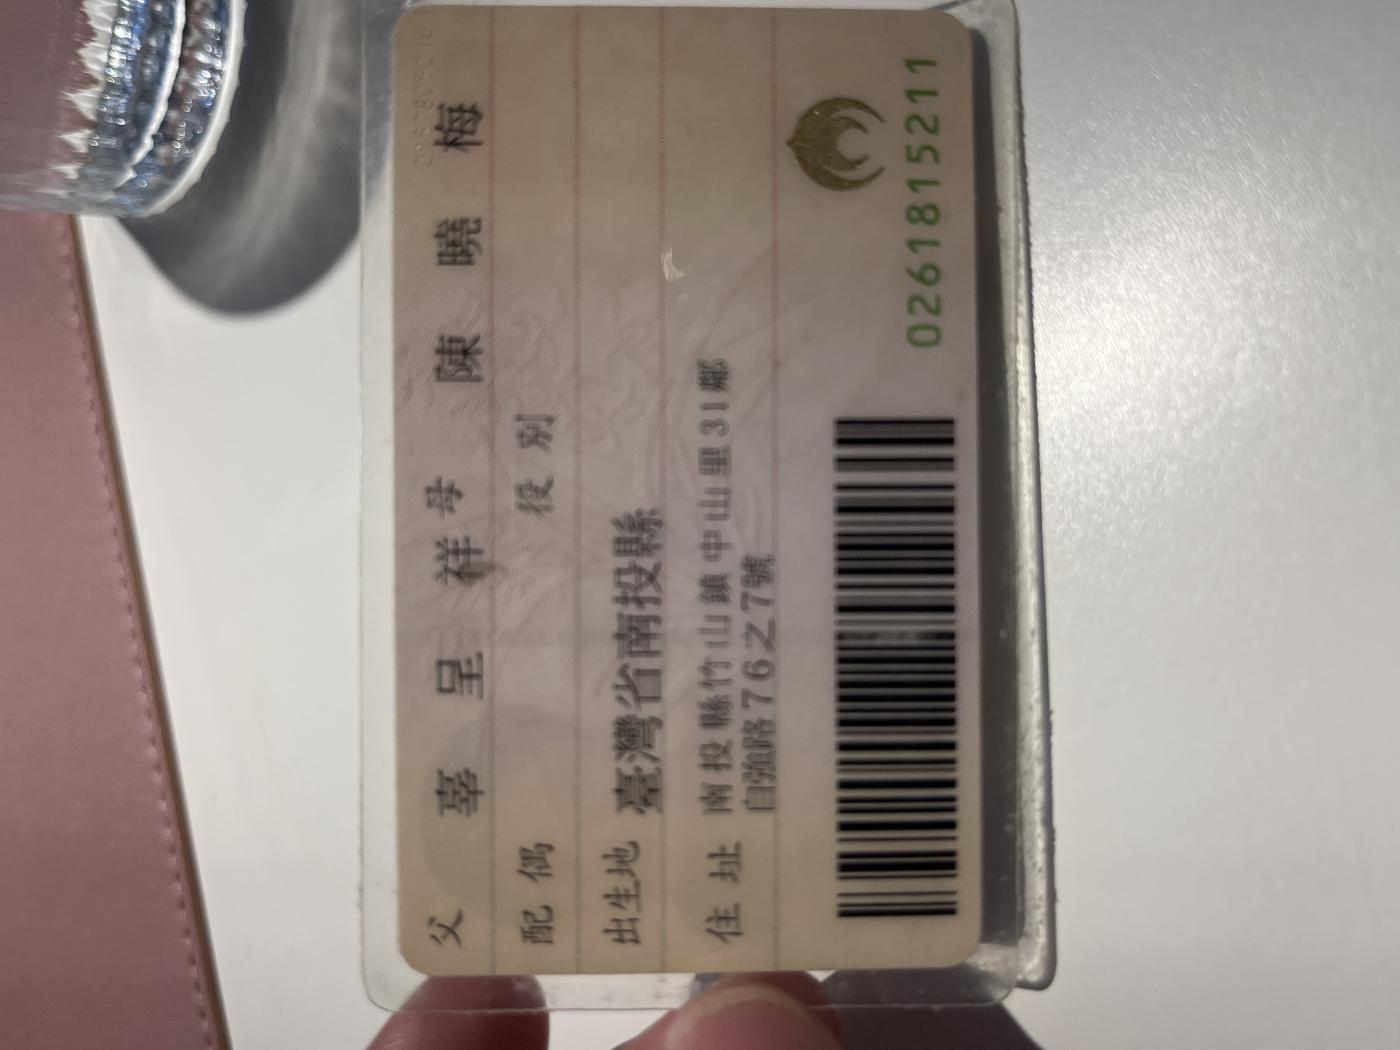 父 辜呈祥 母 陳曉梅
配偶 役別
出生地 臺灣省南投縣
住址 南投縣竹山鎮中山里31鄰
自強路76之7號
0261815211